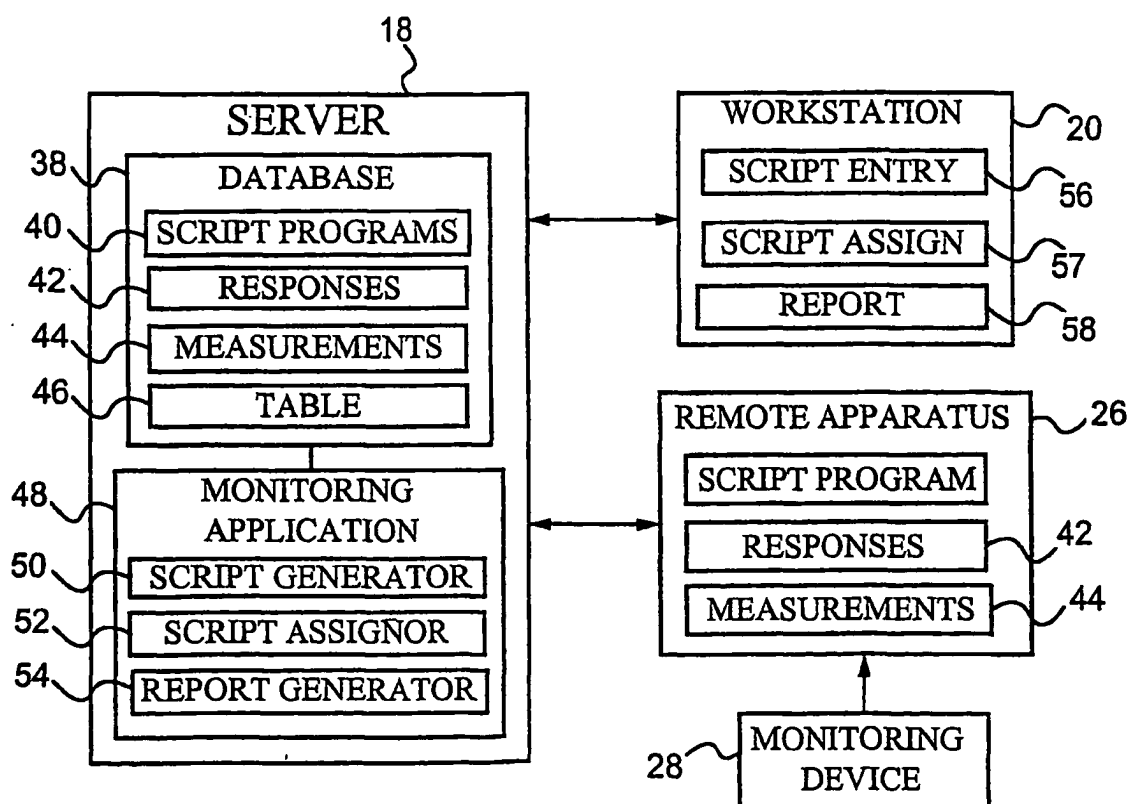 18
SERVER
38
DATABASE
40
SCRIPT PROGRAMS
42
RESPONSES
44
MEASUREMENTS
46
TABLE
48
MONITORING
APPLICATION
50
SCRIPT GENERATOR
52
SCRIPT ASSIGNOR
54
REPORT GENERATOR
WORKSTATION
20
SCRIPT ENTRY
56
SCRIPT ASSIGN
57
REPORT
58
REMOTE APPARATUS
26
SCRIPT PROGRAM
RESPONSES
42
MEASUREMENTS
44
28
MONITORING
DEVICE